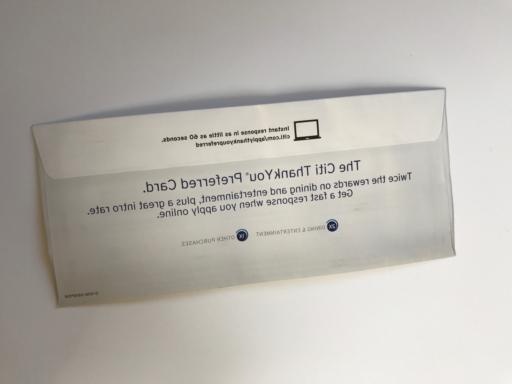 Instant response in as little as 60 seconds.
citi.com/applythankyoupreferred
The Citi ThankYou® Preferred Card.
Twice the rewards on dining and entertainment, plus a great intro rate.
Get a fast response when you apply online.
2X DINING & ENTERTAINMENT 1X OTHER PURCHASES